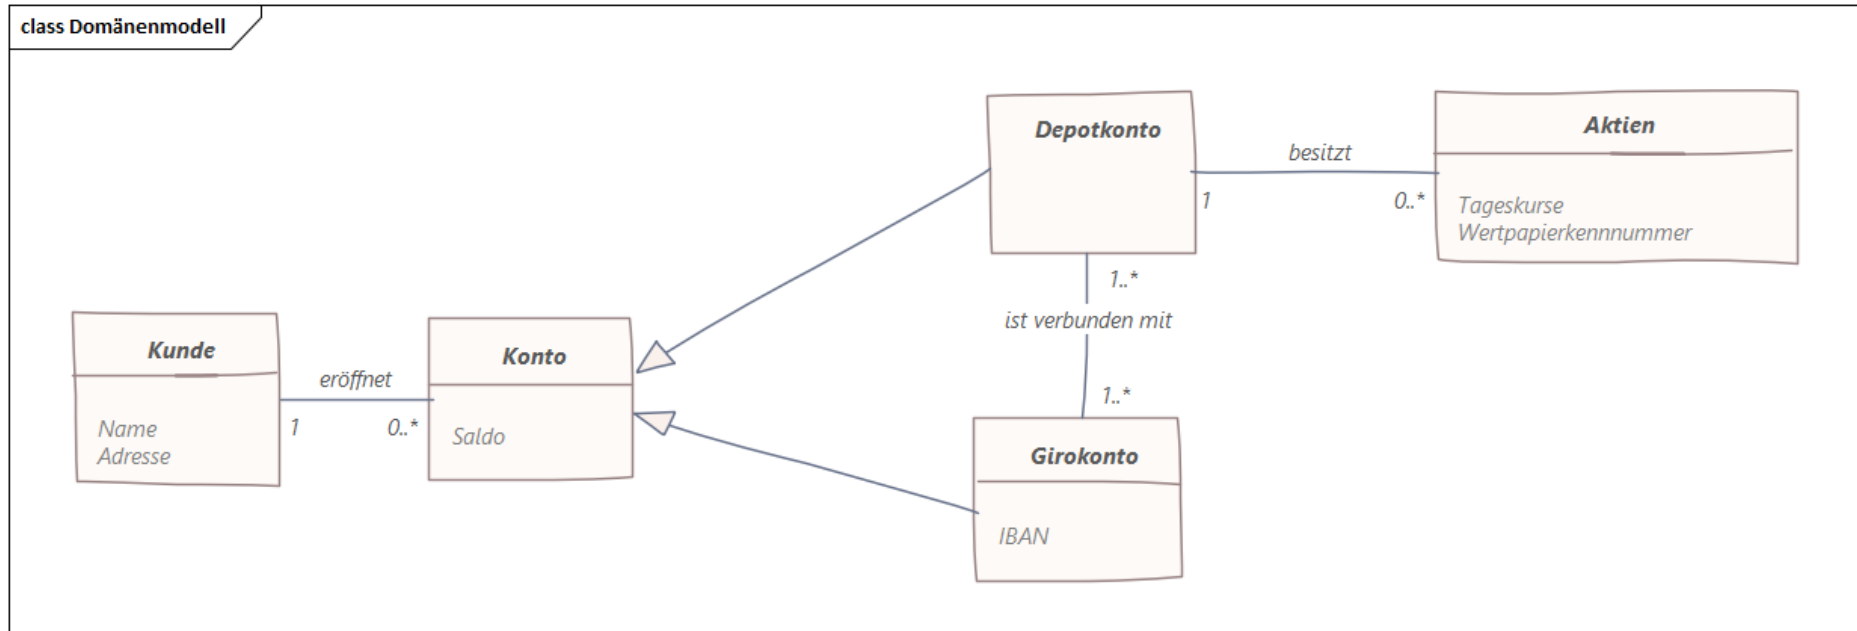 class Domänenmodell
Depotkonto
besitzt
1
0..*
Aktien
Tageskurse
Wertpapierkennnummer
1..*
ist verbunden mit
1..*
Kunde
Name
Adresse
eröffnet
1
0..*
Konto
Saldo
Girokonto
IBAN